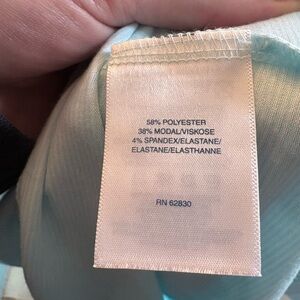 58% POLYESTER
38% MODAL/VISKOSE
4% SPANDEX/ELASTANE/
ELASTANE/ELASTHANNE
RN 62830